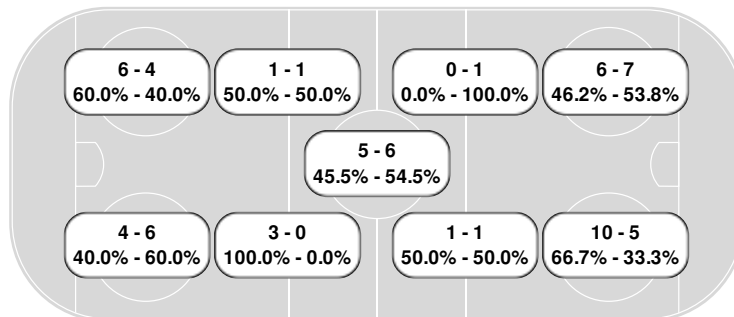 6 - 4
60.0% - 40.0%
1 - 1
50.0% - 50.0%
0 - 1
0.0% - 100.0%
6 - 7
46.2% - 53.8%
5 - 6
45.5% - 54.5%
4 - 6
40.0% - 60.0%
3 - 0
100.0% - 0.0%
1 - 1
50.0% - 50.0%
10 - 5
66.7% - 33.3%